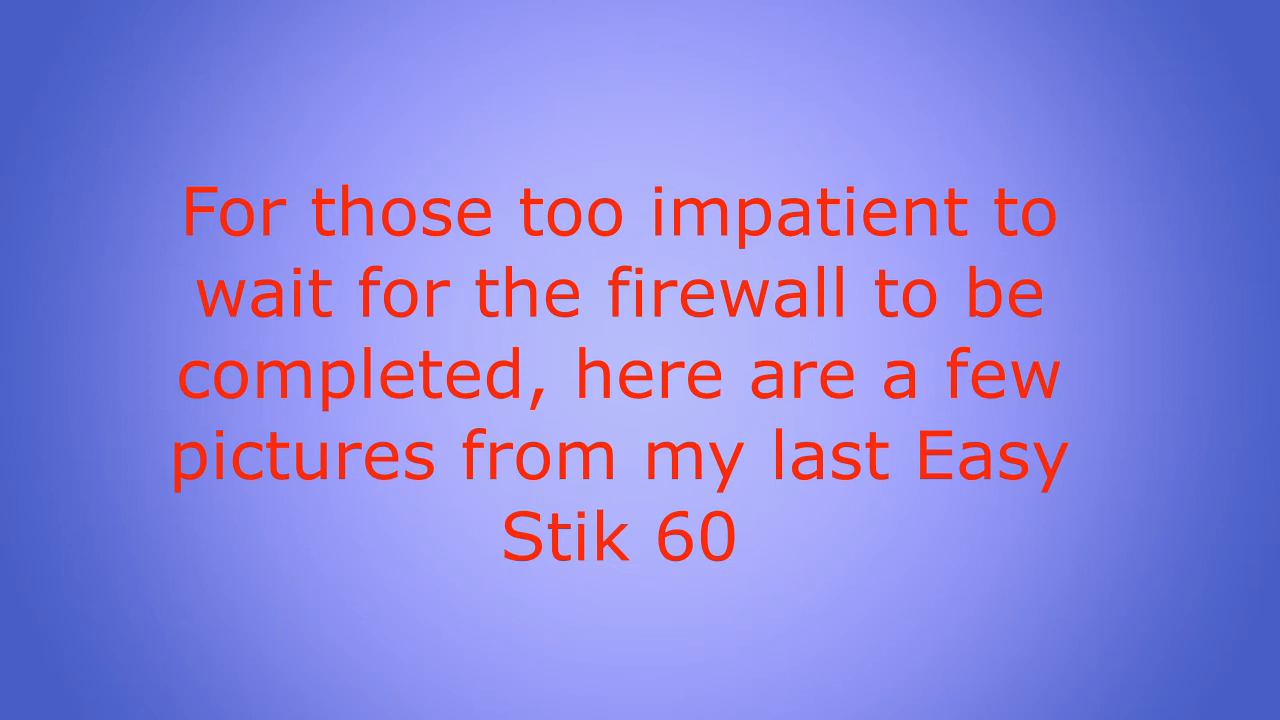 For those too impatient to
wait for the firewall to be
completed, here are a few
pictures from my last Easy
Stik 60